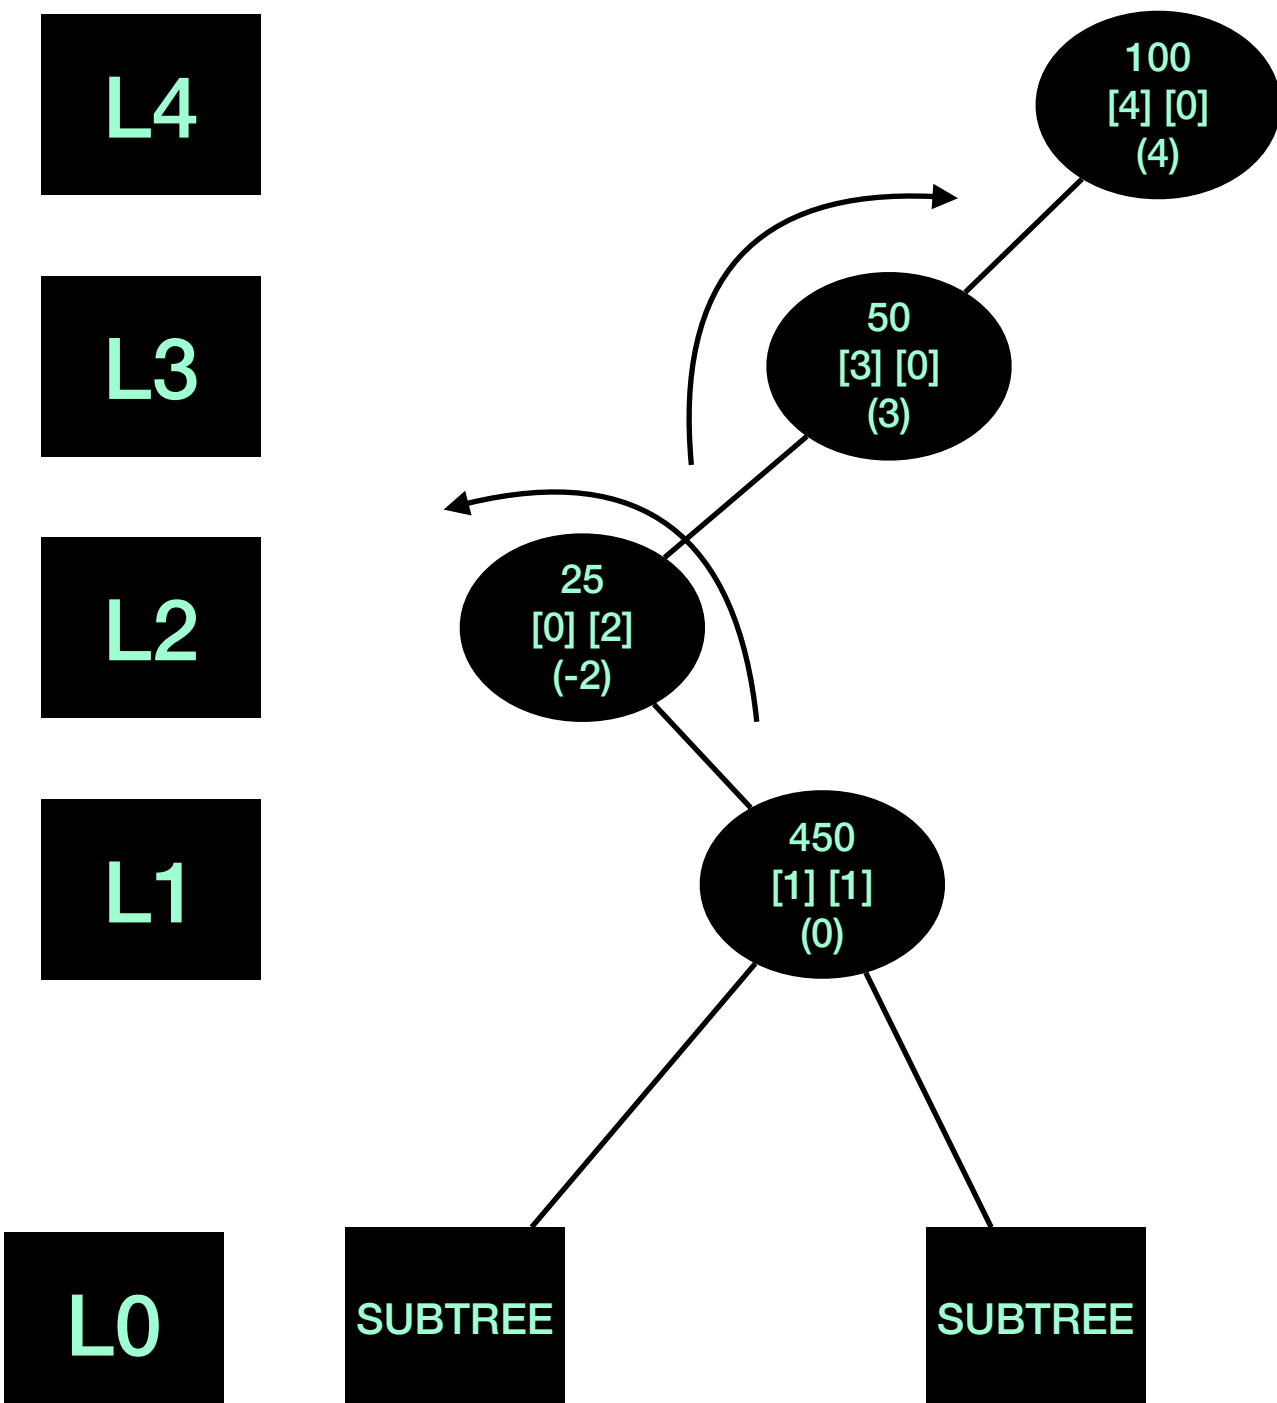 L4
100
[4] [0]
(4)
L3
50
[3] [0]
(3)
L2
25
[0] [2]
(-2)
L1
450
[1] [1]
(0)
L0
SUBTREE
SUBTREE